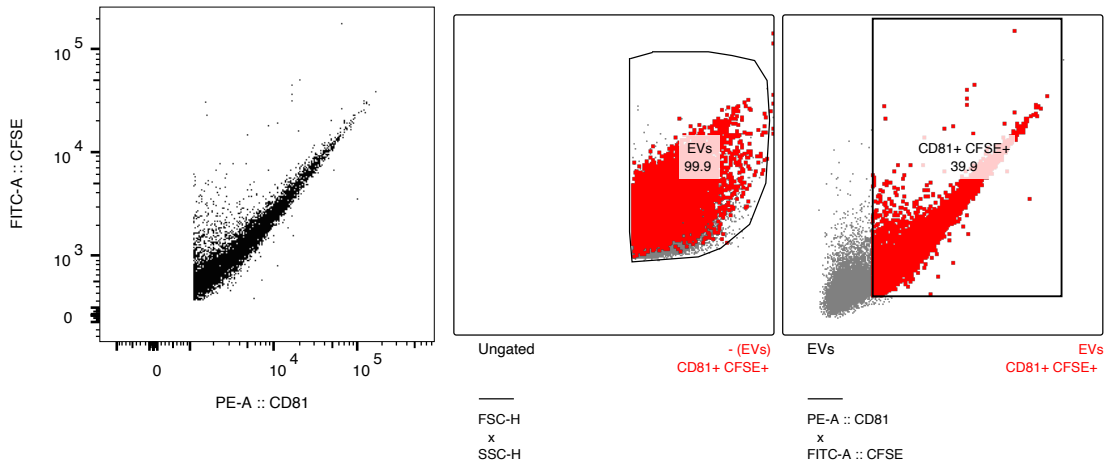 10^5
10^4
10^3
0
FITC-A :: CFSE
0
10^4
10^5
PE-A :: CD81
EVs
99.9
Ungated
- (EVs)
CD81+ CFSE+
FSC-H
x
SSC-H
CD81+ CFSE+
39.9
EVs
EVs
CD81+ CFSE+
PE-A :: CD81
x
FITC-A :: CFSE